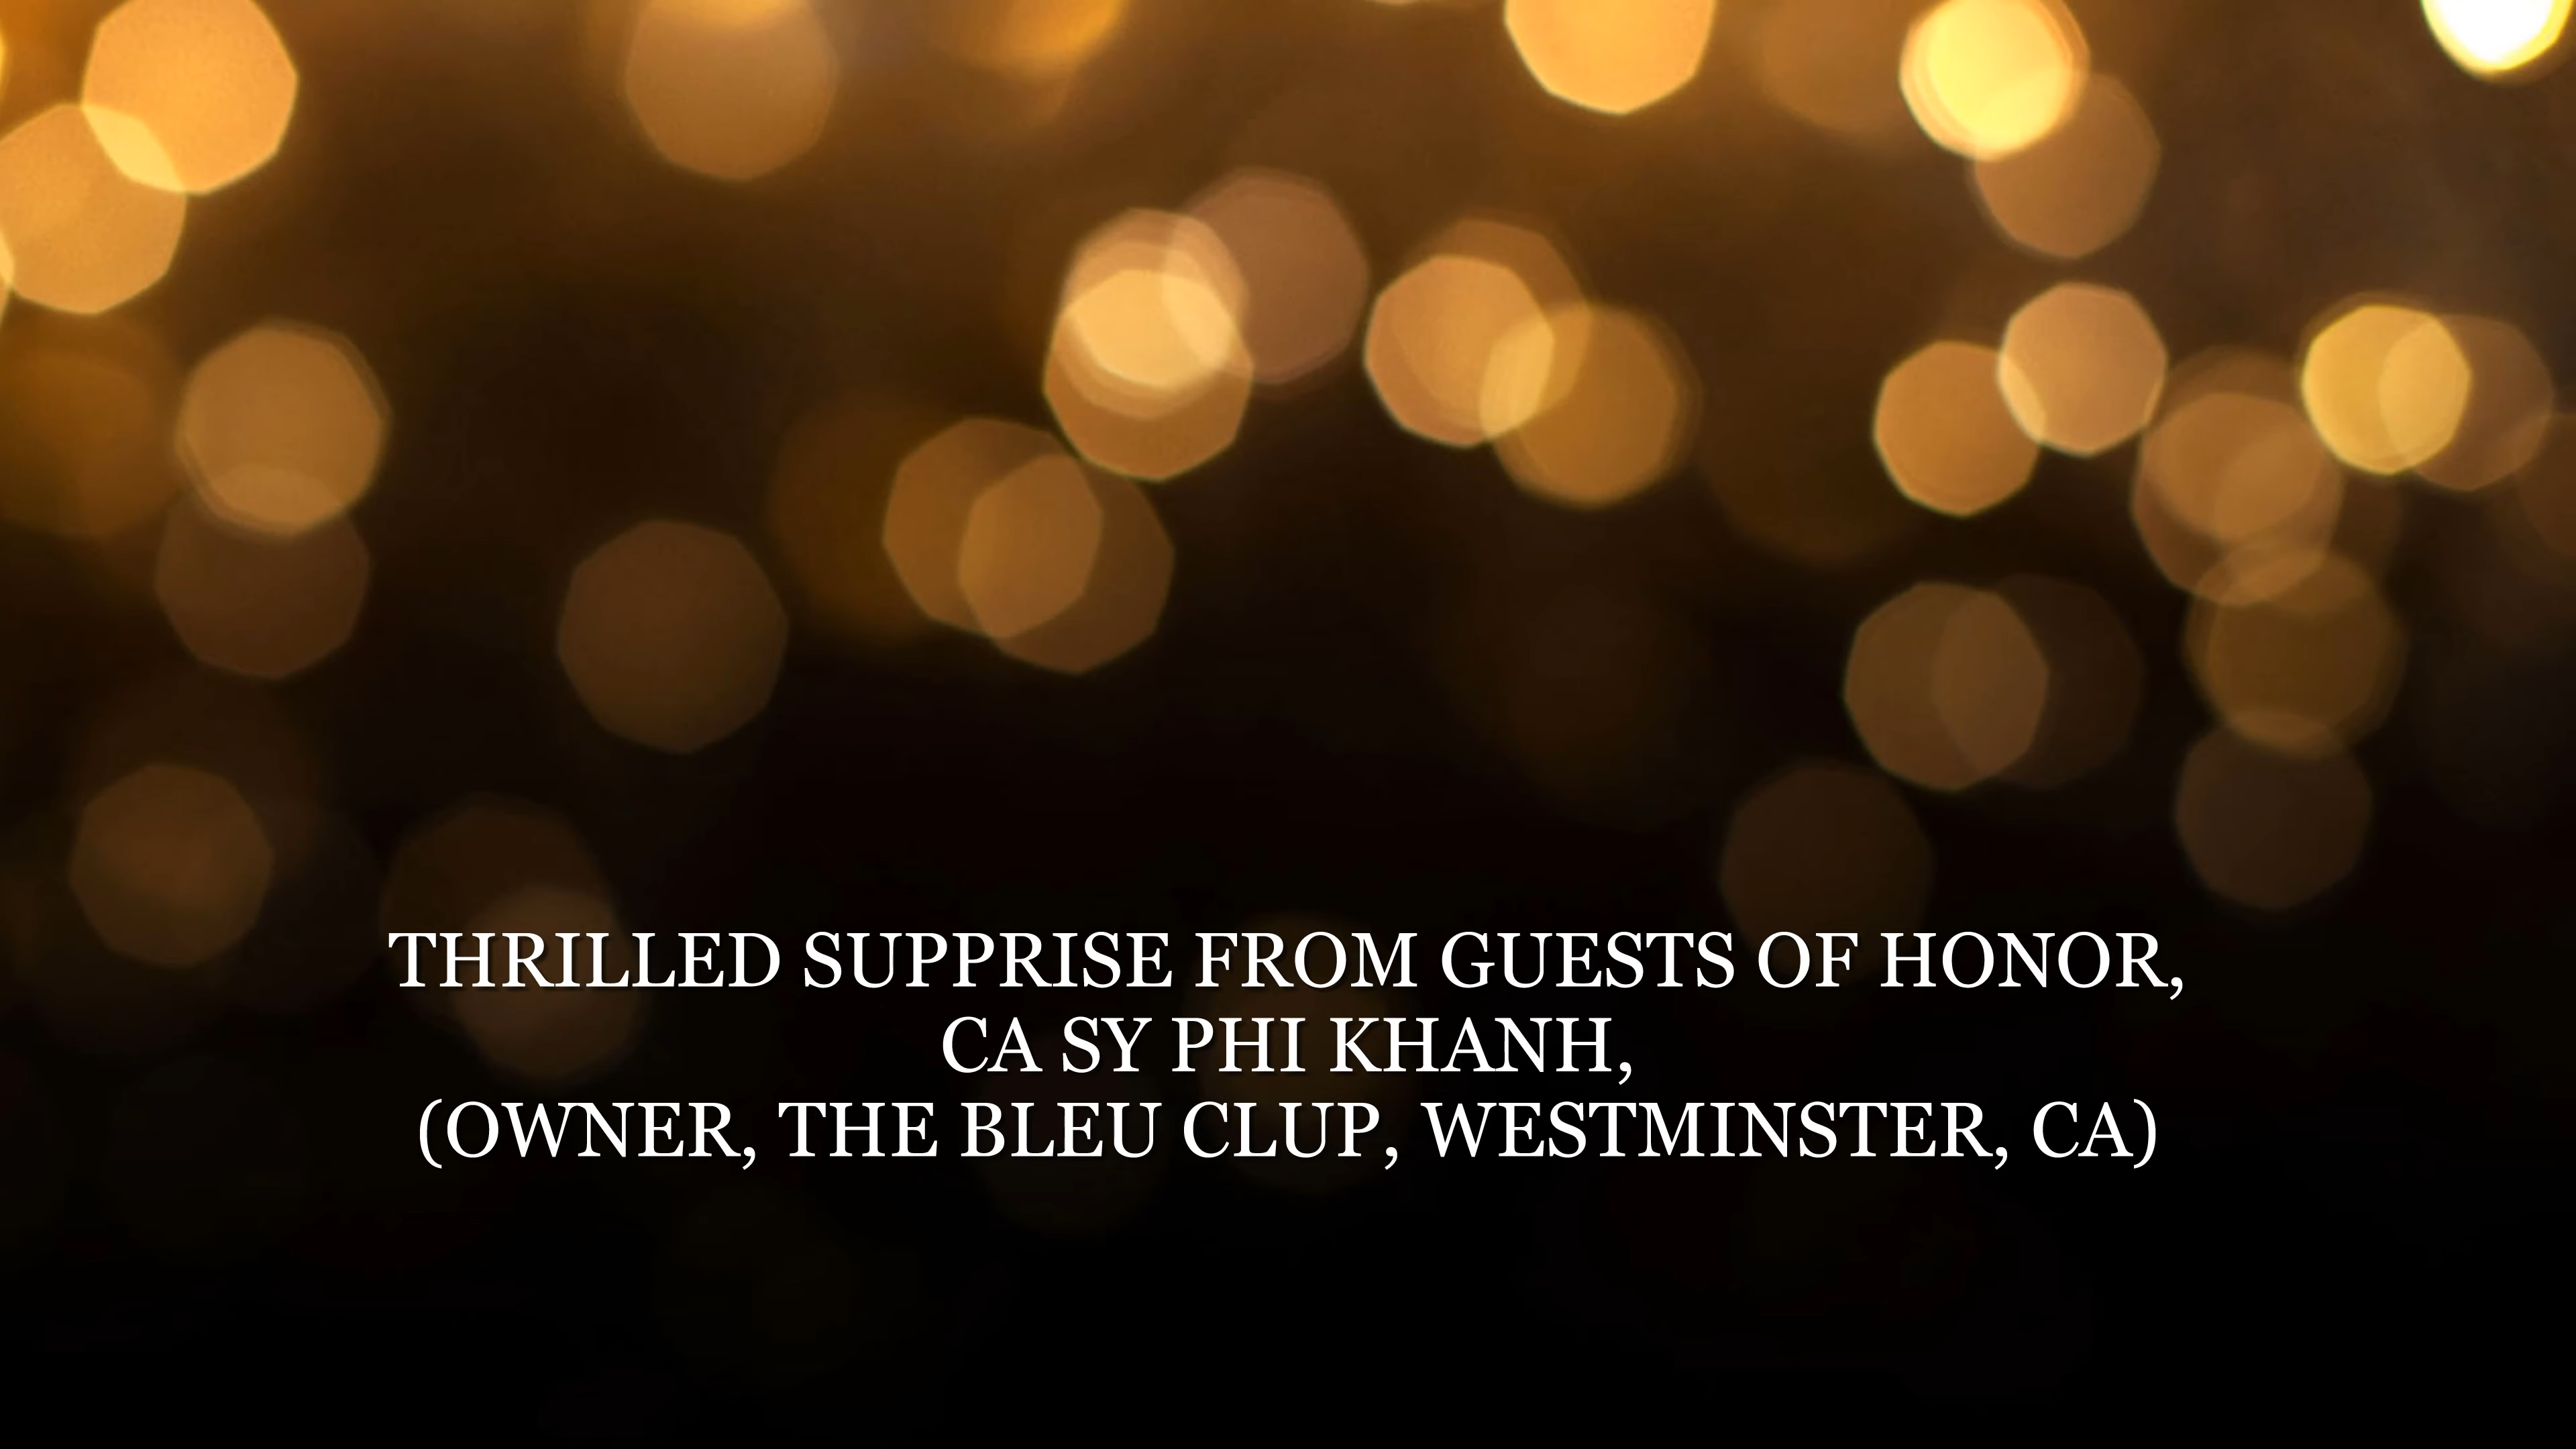 THRILLED SUPPRISE FROM GUESTS OF HONOR,
CA SY PHI KHANH,
(OWNER, THE BLEU CLUP, WESTMINSTER, CA)